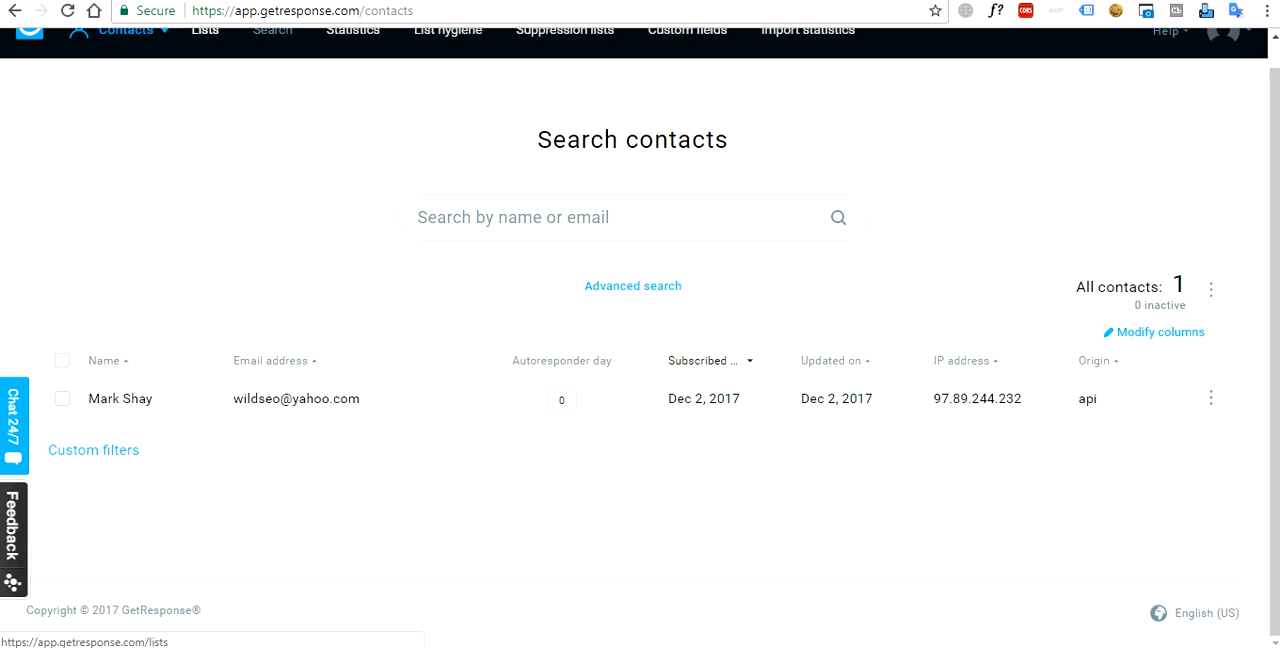 Secure https://app.getresponse.com/contacts f? CORS AMP Cb
Contacts Lists Search Statistics List hygiene Suppression lists Custom fields Import statistics Help
Search contacts
Search by name or email
Advanced search
All contacts: 1
0 inactive
Modify columns
Name Email address Autoresponder day Subscribed ... Updated on IP address Origin
Mark Shay wildseo@yahoo.com 0 Dec 2, 2017 Dec 2, 2017 97.89.244.232 api
Chat 24/7
Custom filters
Feedback
Copyright © 2017 GetResponse®
English (US)
https://app.getresponse.com/lists